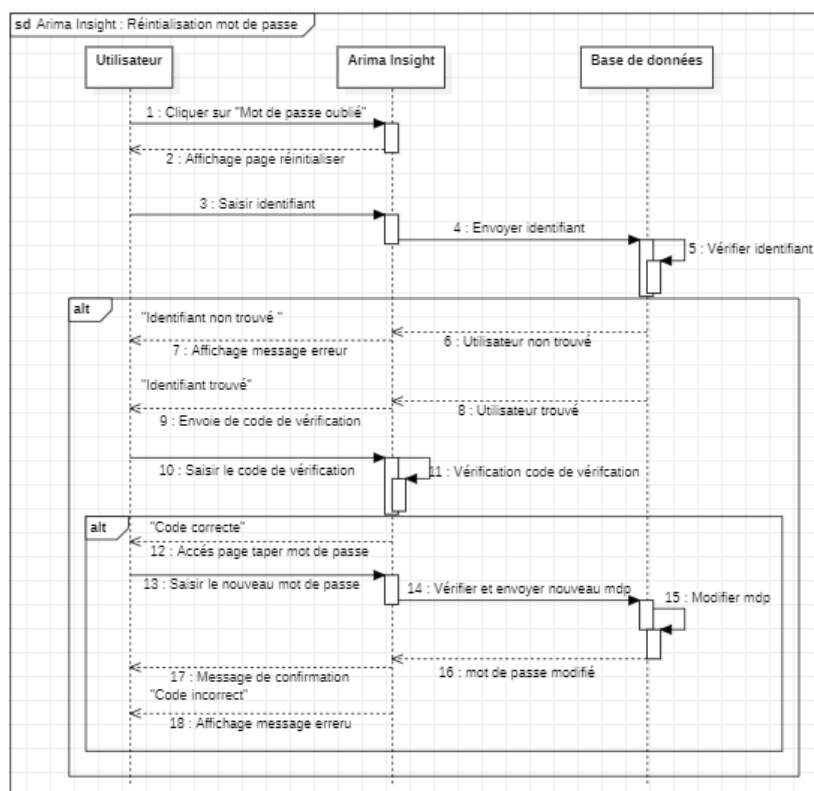 sd Arima Insight : Réintialisation mot de passe
Utilisateur
Arima Insight
Base de données
1 : Cliquer sur "Mot de passe oublié"
2 : Affichage page réinitialiser
3 : Saisir identifiant
4 : Envoyer identifiant
5 : Vérifier identifiant
alt
"Identifiant non trouvé "
6 : Utilisateur non trouvé
7 : Affichage message erreur
"Identifiant trouvé"
8 : Utilisateur trouvé
9 : Envoie de code de vérification
10 : Saisir le code de vérification
11 : Vérification code de vérifcation
alt
"Code correcte"
12 : Accés page taper mot de passe
13 : Saisir le nouveau mot de passe
14 : Vérifier et envoyer nouveau mdp
15 : Modifier mdp
16 : mot de passe modifié
17 : Message de confirmation
"Code incorrect"
18 : Affichage message erreru